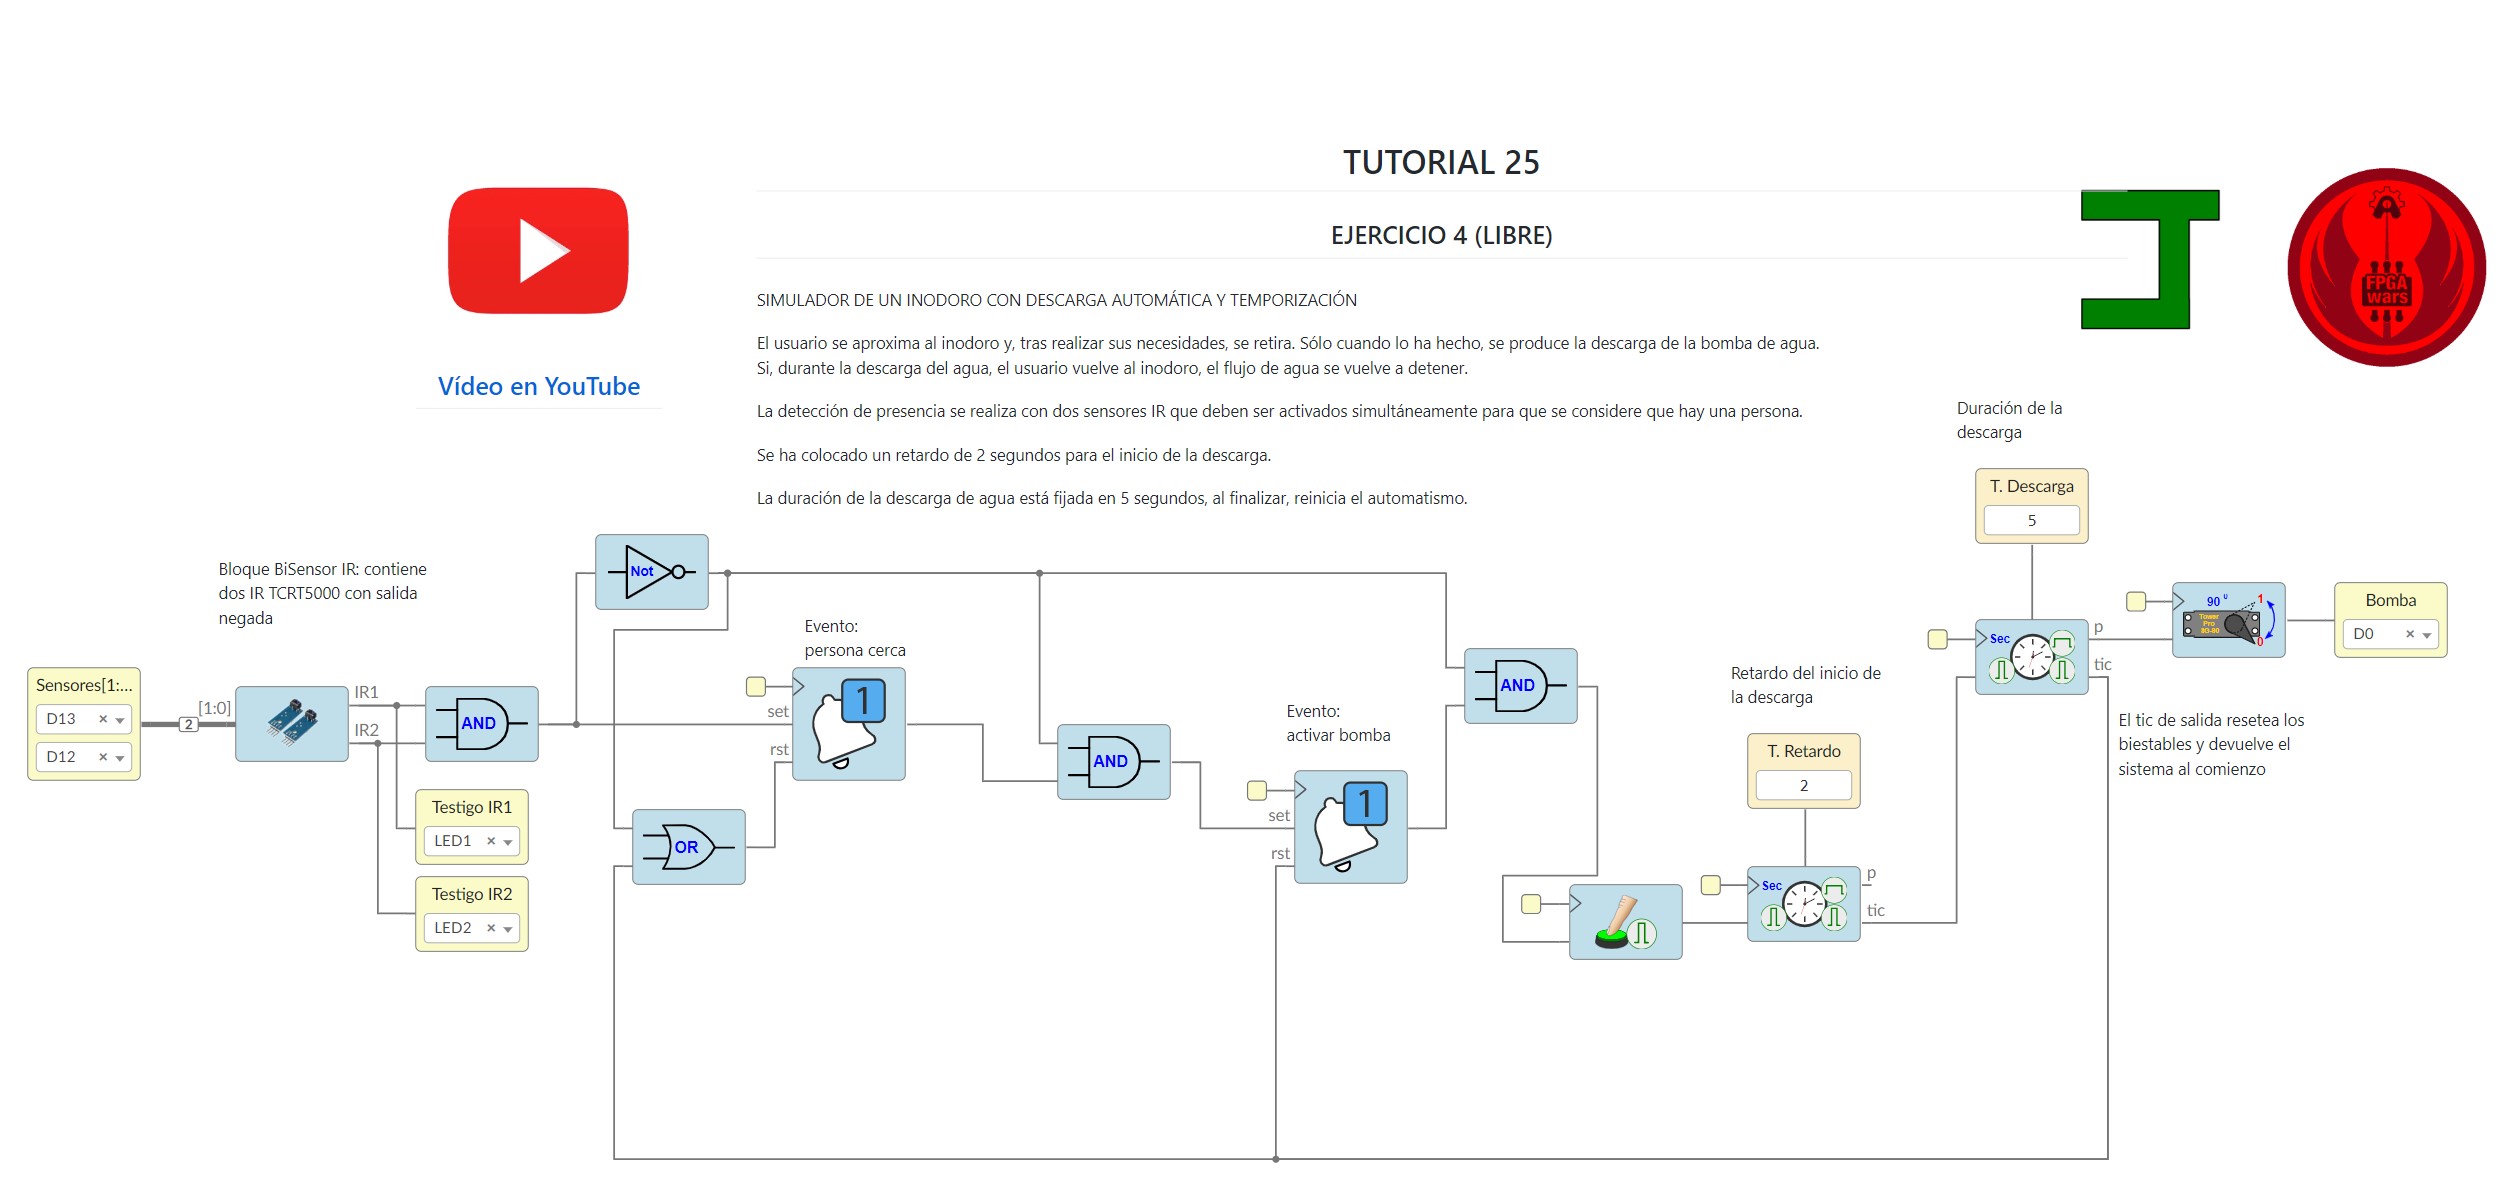 TUTORIAL 25
EJERCICIO 4 (LIBRE)
Vídeo en YouTube
FPGA
wars
SIMULADOR DE UN INODORO CON DESCARGA AUTOMÁTICA Y TEMPORIZACIÓN
El usuario se aproxima al inodoro y, tras realizar sus necesidades, se retira. Sólo cuando lo ha hecho, se produce la descarga de la bomba de agua.
Si, durante la descarga del agua, el usuario vuelve al inodoro, el flujo de agua se vuelve a detener.
La detección de presencia se realiza con dos sensores IR que deben ser activados simultáneamente para que se considere que hay una persona.
Se ha colocado un retardo de 2 segundos para el inicio de la descarga.
La duración de la descarga de agua está fijada en 5 segundos, al finalizar, reinicia el automatismo.
Bloque BiSensor IR: contiene
dos IR TCRT5000 con salida
negada
Sensores[1:...
D13
D12
2
[1:0]
IR1
IR2
AND
Testigo IR1
LED1
Testigo IR2
LED2
Not
OR
Evento:
persona cerca
set
rst
1
AND
Evento:
activar bomba
set
rst
1
AND
Retardo del inicio de
la descarga
T. Retardo
2
Sec
p
tic
Duración de la
descarga
T. Descarga
5
Sec
p
tic
90 º
1
0
Tower
Pro
SG-90
Bomba
D0
El tic de salida resetea los
biestables y devuelve el
sistema al comienzo